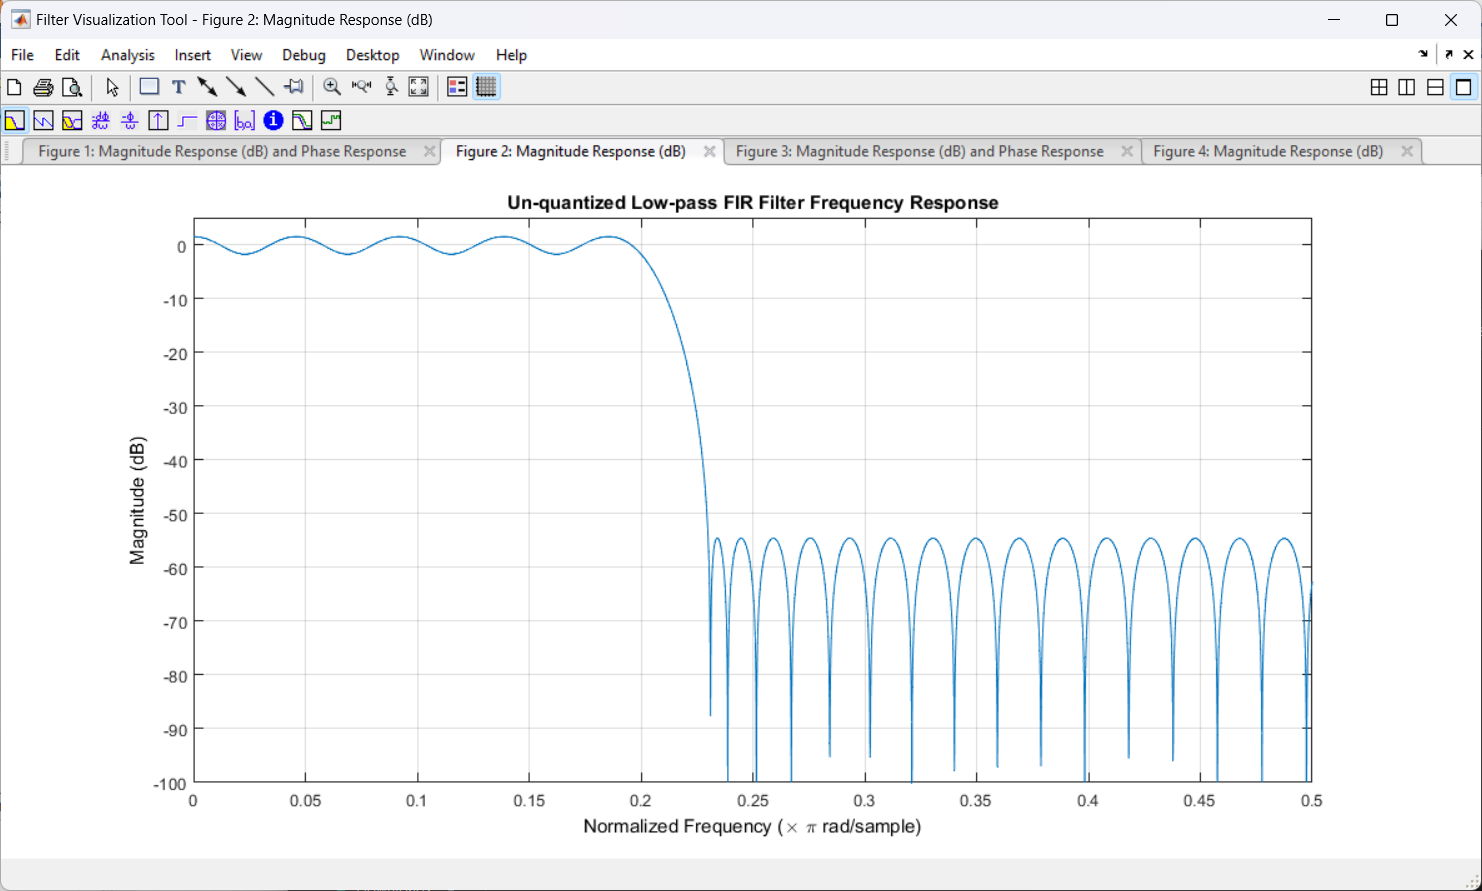 Filter Visualization Tool - Figure 2: Magnitude Response (dB)
File Edit Analysis Insert View Debug Desktop Window Help
Figure 1: Magnitude Response (dB) and Phase Response Figure 2: Magnitude Response (dB) Figure 3: Magnitude Response (dB) and Phase Response Figure 4: Magnitude Response (dB)
Un-quantized Low-pass FIR Filter Frequency Response
0
-10
-20
-30
-40
-50
-60
-70
-80
-90
-100
Magnitude (dB)
0 0.05 0.1 0.15 0.2 0.25 0.3 0.35 0.4 0.45 0.5
Normalized Frequency (× π rad/sample)